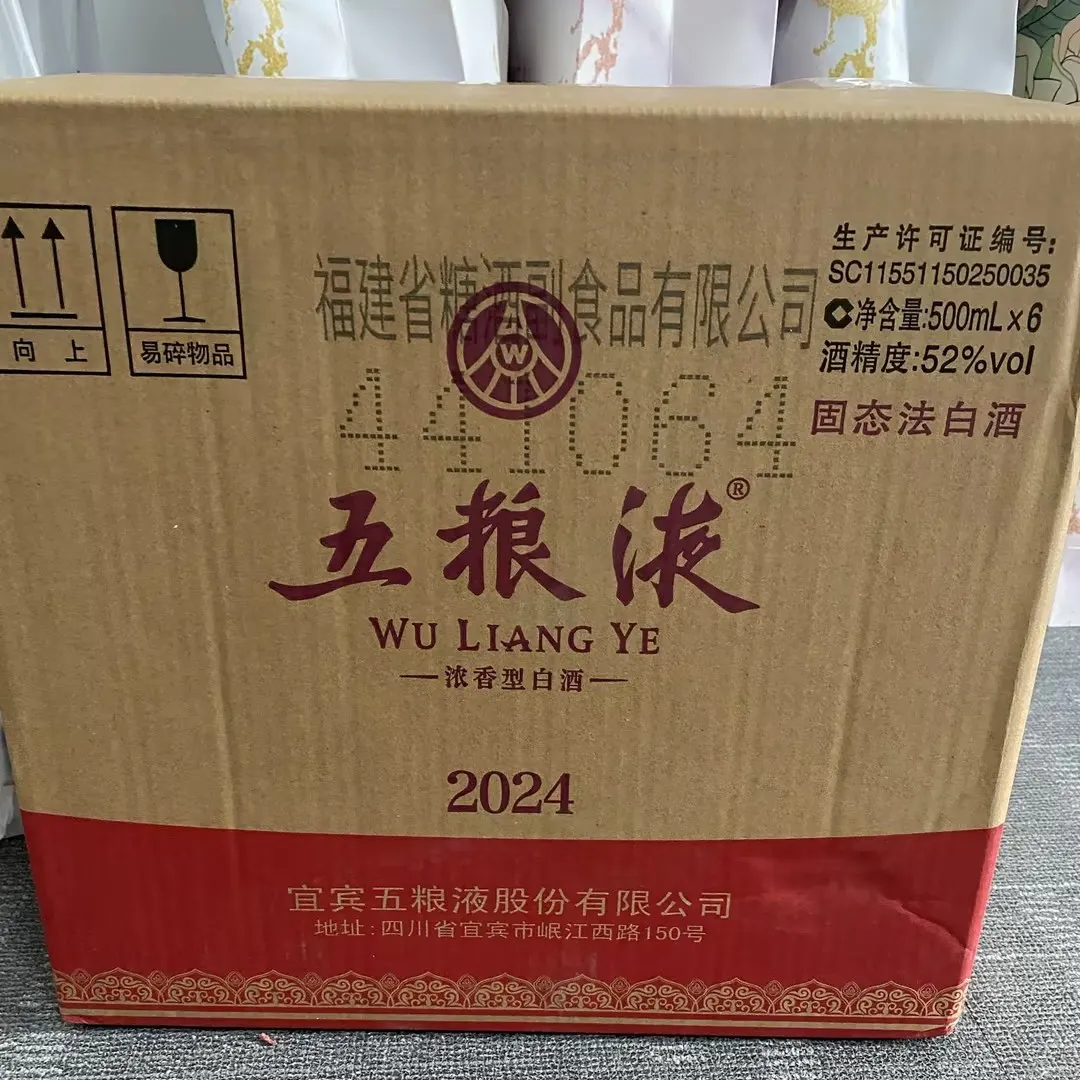 向 上
易碎物品
福建省糖酒副食品有限公司
441064
生产许可证编号:
SC11551150250035
净含量:500mL×6
酒精度:52%vol
固态法白酒
W
五粮液®
WU LIANG YE
浓香型白酒
2024
宜宾五粮液股份有限公司
地址:四川省宜宾市岷江西路150号